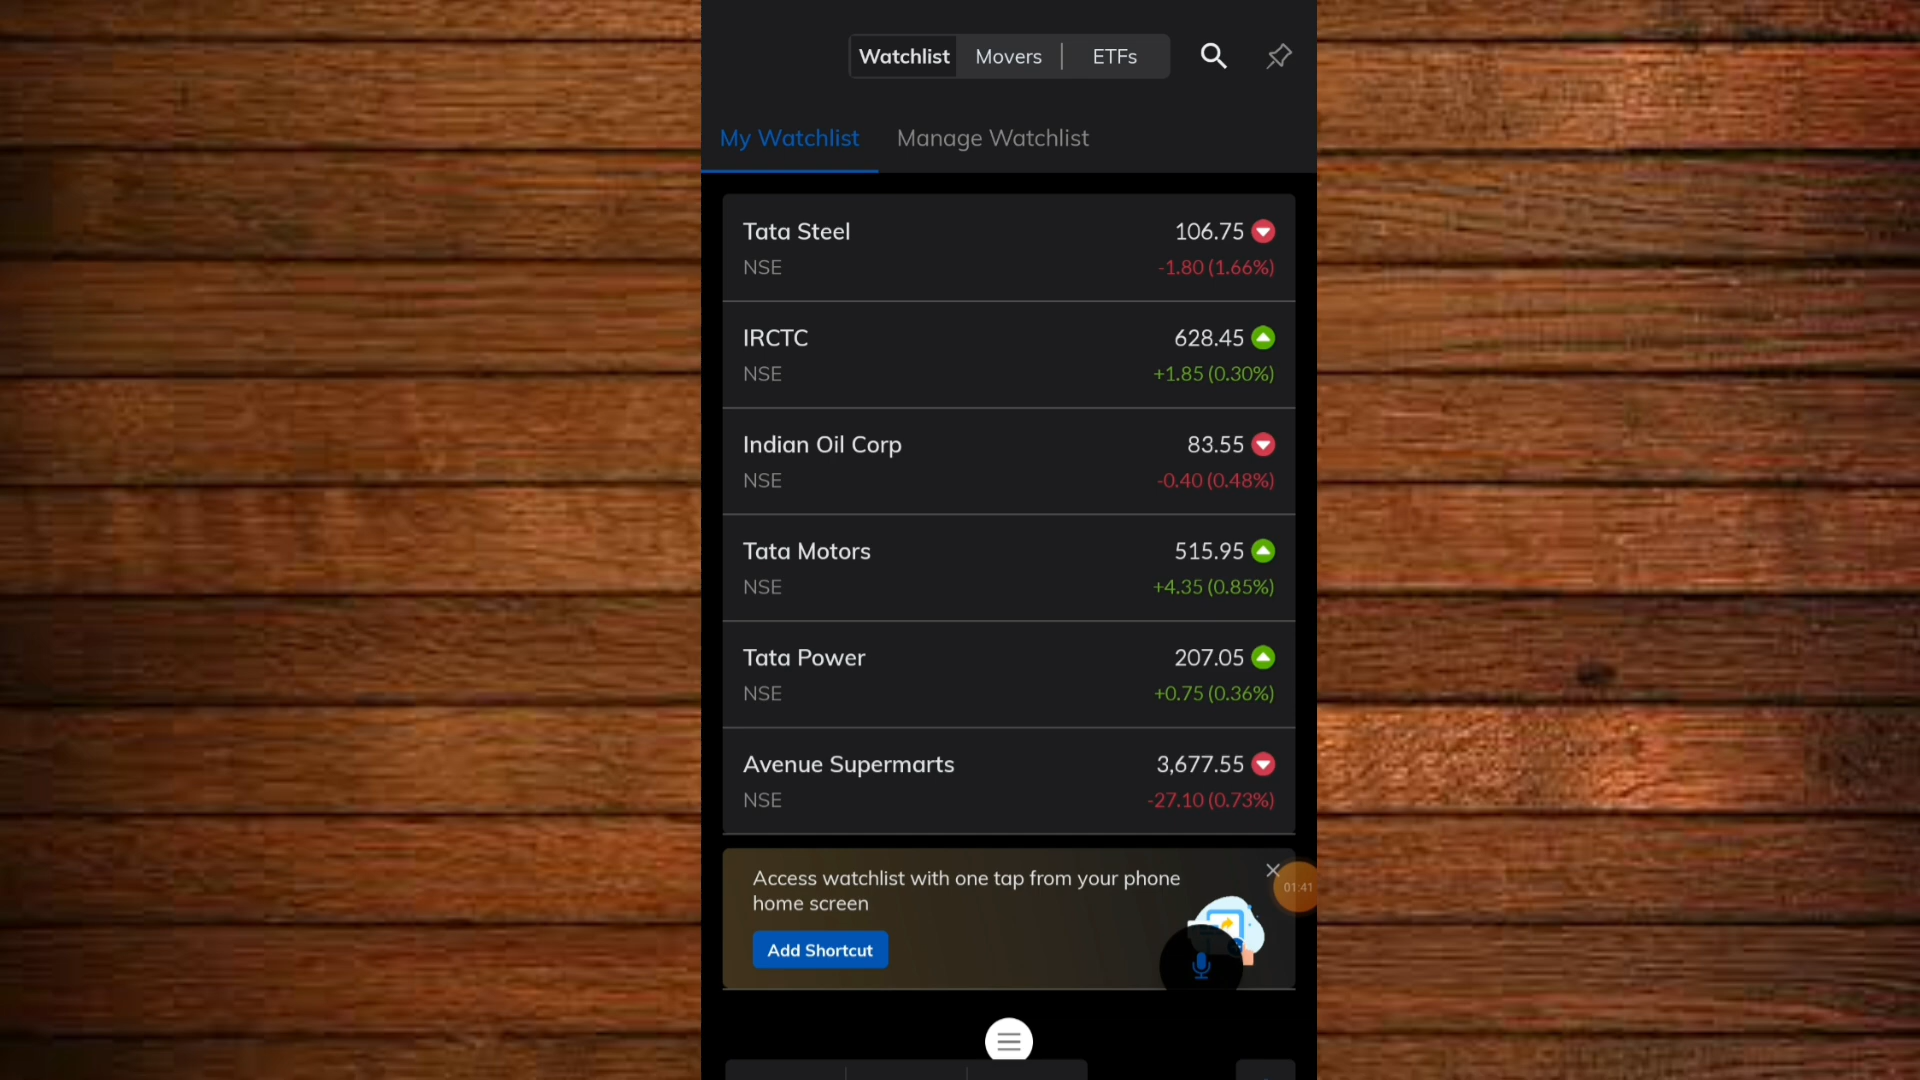 Watchlist Movers ETFs
My Watchlist Manage Watchlist
Tata Steel 106.75
NSE -1.80 (1.66%)
IRCTC 628.45
NSE +1.85 (0.30%)
Indian Oil Corp 83.55
NSE -0.40 (0.48%)
Tata Motors 515.95
NSE +4.35 (0.85%)
Tata Power 207.05
NSE +0.75 (0.36%)
Avenue Supermarts 3,677.55
NSE -27.10 (0.73%)
Access watchlist with one tap from your phone
home screen
01:41
Add Shortcut